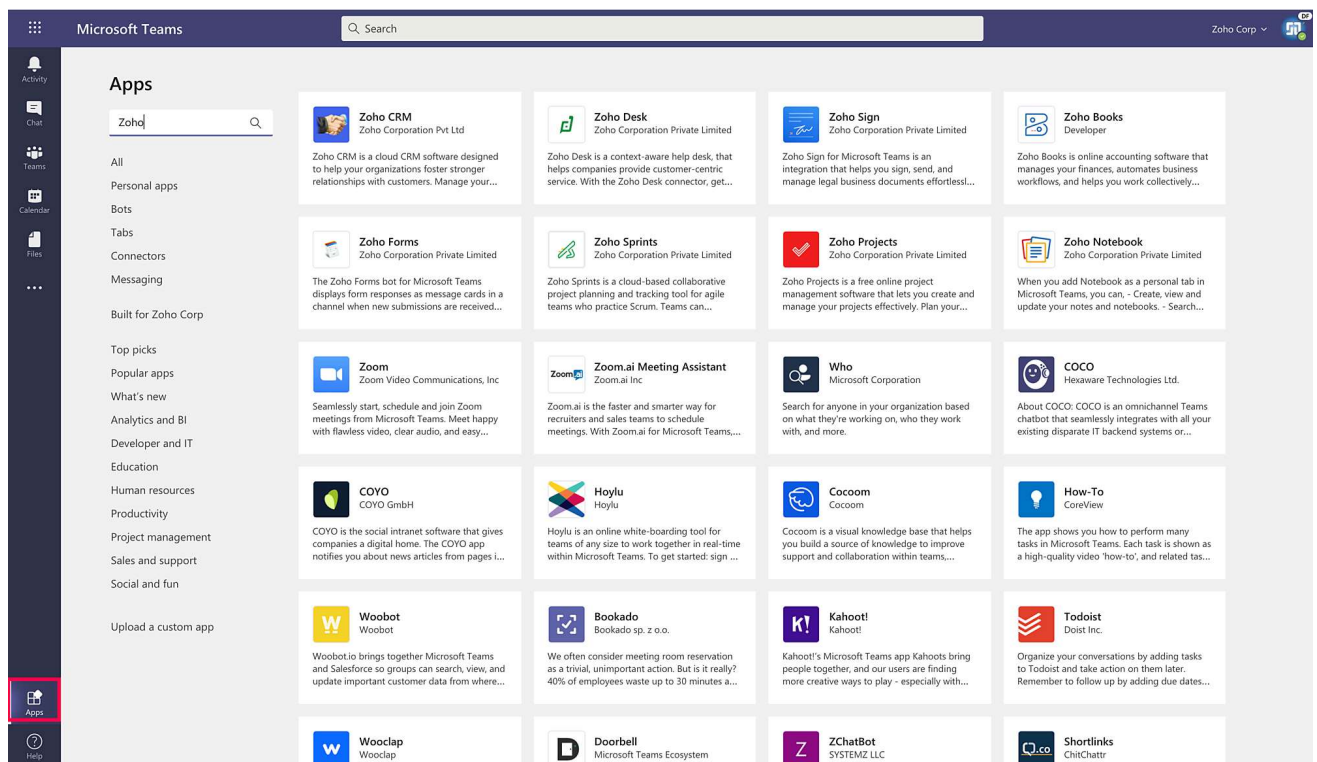 Microsoft Teams
Search
Zoho Corp
DF
Activity
Chat
Teams
Calendar
Files
Apps
Help
Apps
Zoho
All
Personal apps
Bots
Tabs
Connectors
Messaging
Built for Zoho Corp
Top picks
Popular apps
What's new
Analytics and BI
Developer and IT
Education
Human resources
Productivity
Project management
Sales and support
Social and fun
Upload a custom app
Zoho CRM
Zoho Corporation Pvt Ltd
Zoho CRM is a cloud CRM software designed
to help your organizations foster stronger
relationships with customers. Manage your...
Zoho Desk
Zoho Corporation Private Limited
Zoho Desk is a context-aware help desk, that
helps companies provide customer-centric
service. With the Zoho Desk connector, get...
Zoho Sign
Zoho Corporation Private Limited
Zoho Sign for Microsoft Teams is an
integration that helps you sign, send, and
manage legal business documents effortlessl...
Zoho Books
Developer
Zoho Books is online accounting software that
manages your finances, automates business
workflows, and helps you work collectively...
Zoho Forms
Zoho Corporation Private Limited
The Zoho Forms bot for Microsoft Teams
displays form responses as message cards in a
channel when new submissions are received...
Zoho Sprints
Zoho Corporation Private Limited
Zoho Sprints is a cloud-based collaborative
project planning and tracking tool for agile
teams who practice Scrum. Teams can...
Zoho Projects
Zoho Corporation Private Limited
Zoho Projects is a free online project
management software that lets you create and
manage your projects effectively. Plan your...
Zoho Notebook
Zoho Corporation Private Limited
When you add Notebook as a personal tab in
Microsoft Teams, you can, - Create, view and
update your notes and notebooks. - Search...
Zoom
Zoom Video Communications, Inc
Seamlessly start, schedule and join Zoom
meetings from Microsoft Teams. Meet happy
with flawless video, clear audio, and easy...
Zoom.ai
Zoom.ai Meeting Assistant
Zoom.ai Inc
Zoom.ai is the faster and smarter way for
recruiters and sales teams to schedule
meetings. With Zoom.ai for Microsoft Teams,...
Who
Microsoft Corporation
Search for anyone in your organization based
on what they're working on, who they work
with, and more.
COCO
Hexaware Technologies Ltd.
About COCO: COCO is an omnichannel Teams
chatbot that seamlessly integrates with all your
existing disparate IT backend systems or...
COYO
COYO GmbH
COYO is the social intranet software that gives
companies a digital home. The COYO app
notifies you about news articles from pages i...
Hoylu
Hoylu
Hoylu is an online white-boarding tool for
teams of any size to work together in real-time
within Microsoft Teams. To get started: sign ...
Cocoom
Cocoom
Cocoom is a visual knowledge base that helps
you build a source of knowledge to improve
support and collaboration within teams,...
How-To
CoreView
The app shows you how to perform many
tasks in Microsoft Teams. Each task is shown as
a high-quality video 'how-to', and related tas...
W
Woobot
Woobot
Woobot.io brings together Microsoft Teams
and Salesforce so groups can search, view, and
update important customer data from where...
Bookado
Bookado sp. z o.o.
We often consider meeting room reservation
as a trivial, unimportant action. But is it really?
40% of employees waste up to 30 minutes a...
K!
Kahoot!
Kahoot!
Kahoot!'s Microsoft Teams app Kahoots bring
people together, and our users are finding
more creative ways to play - especially with...
Todoist
Doist Inc.
Organize your conversations by adding tasks
to Todoist and take action on them later.
Remember to follow up by adding due dates...
W
Wooclap
Wooclap
D
Doorbell
Microsoft Teams Ecosystem
Z
ZChatBot
SYSTEMZ LLC
.co
Shortlinks
ChitChattr